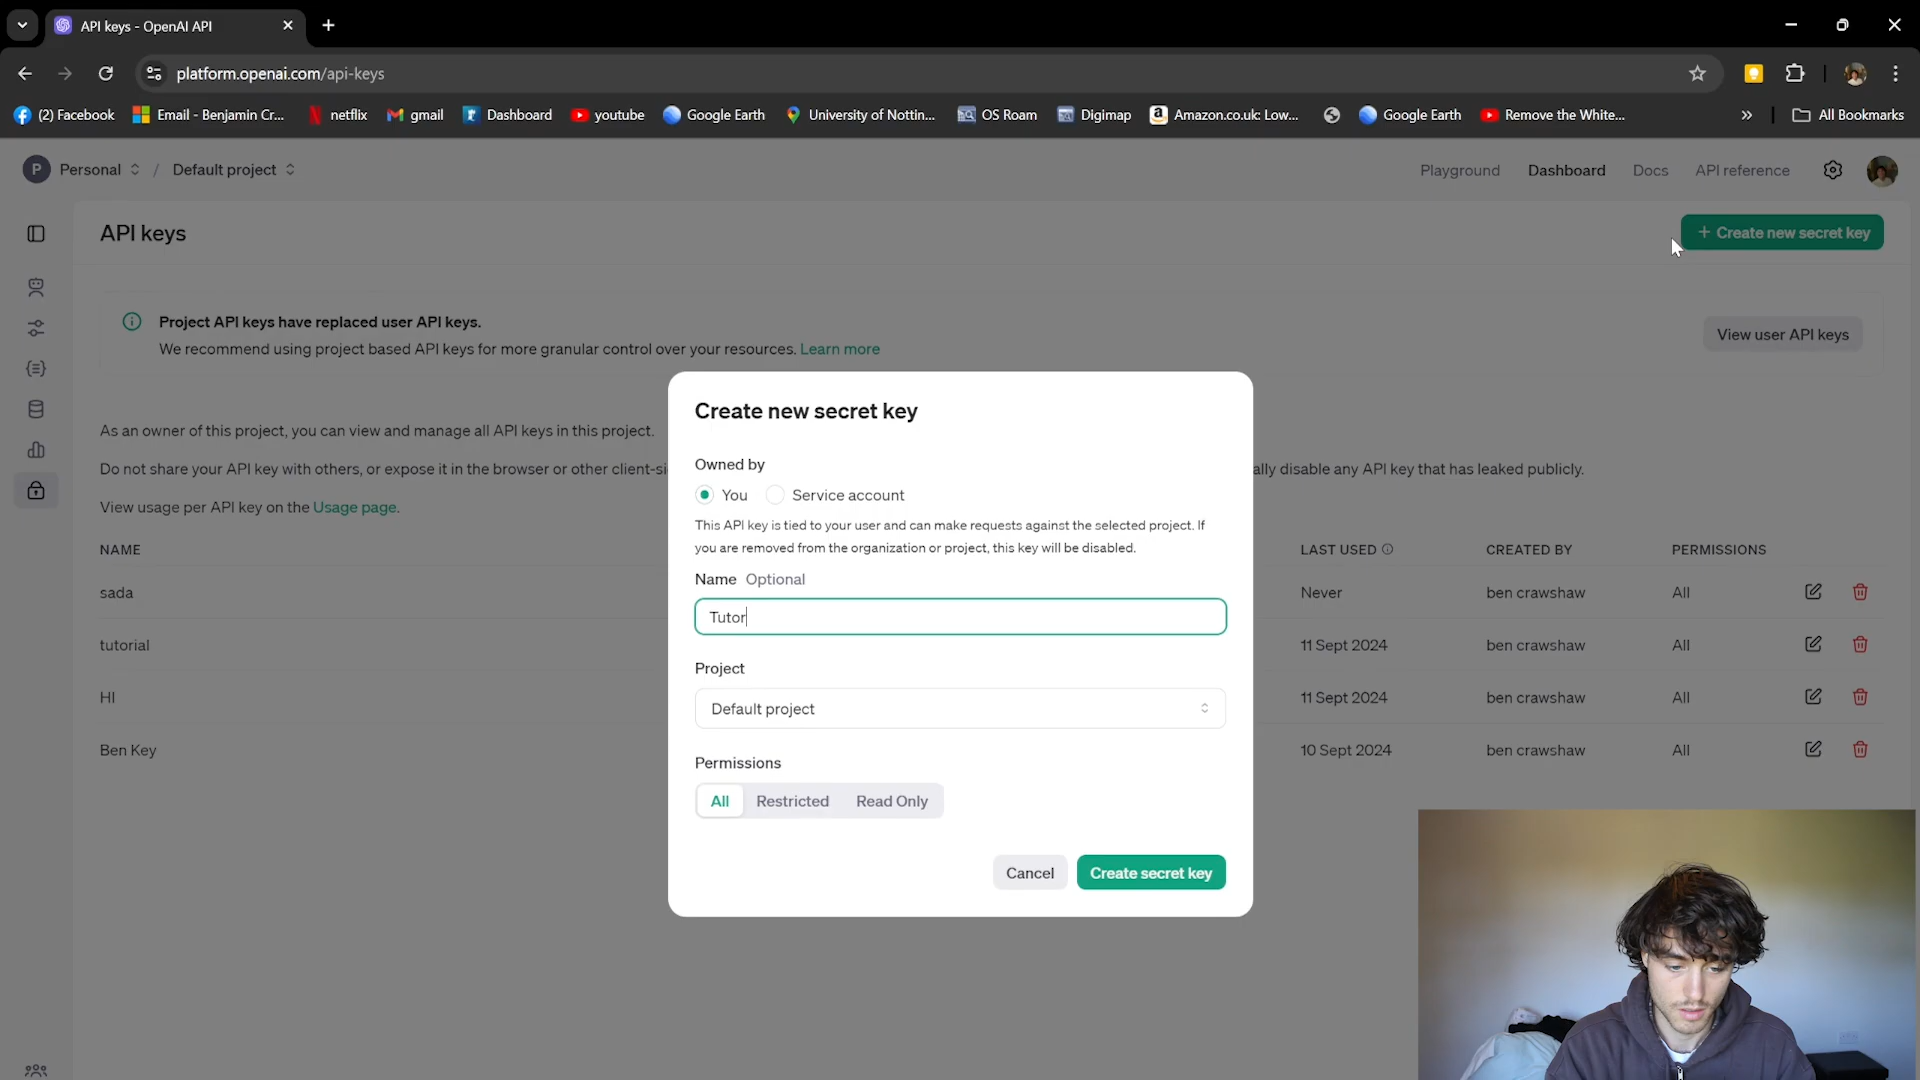 API keys - OpenAI API
platform.openai.com/api-keys
(2) Facebook
Email - Benjamin Cr...
netflix
gmail
Dashboard
youtube
Google Earth
University of Nottin...
OS Roam
Digimap
Amazon.co.uk: Low...
Google Earth
Remove the White...
»
All Bookmarks
P Personal / Default project
Playground
Dashboard
Docs
API reference
API keys
+ Create new secret key
Project API keys have replaced user API keys.
We recommend using project based API keys for more granular control over your resources. Learn more
View user API keys
As an owner of this project, you can view and manage all API keys in this project.
Do not share your API key with others, or expose it in the browser or other client-si
ally disable any API key that has leaked publicly.
View usage per API key on the Usage page.
NAME LAST USED CREATED BY PERMISSIONS
sada Never ben crawshaw All
tutorial 11 Sept 2024 ben crawshaw All
HI 11 Sept 2024 ben crawshaw All
Ben Key 10 Sept 2024 ben crawshaw All
Create new secret key
Owned by
You Service account
This API key is tied to your user and can make requests against the selected project. If
you are removed from the organization or project, this key will be disabled.
Name Optional
Tutor
Project
Default project
Permissions
All Restricted Read Only
Cancel Create secret key